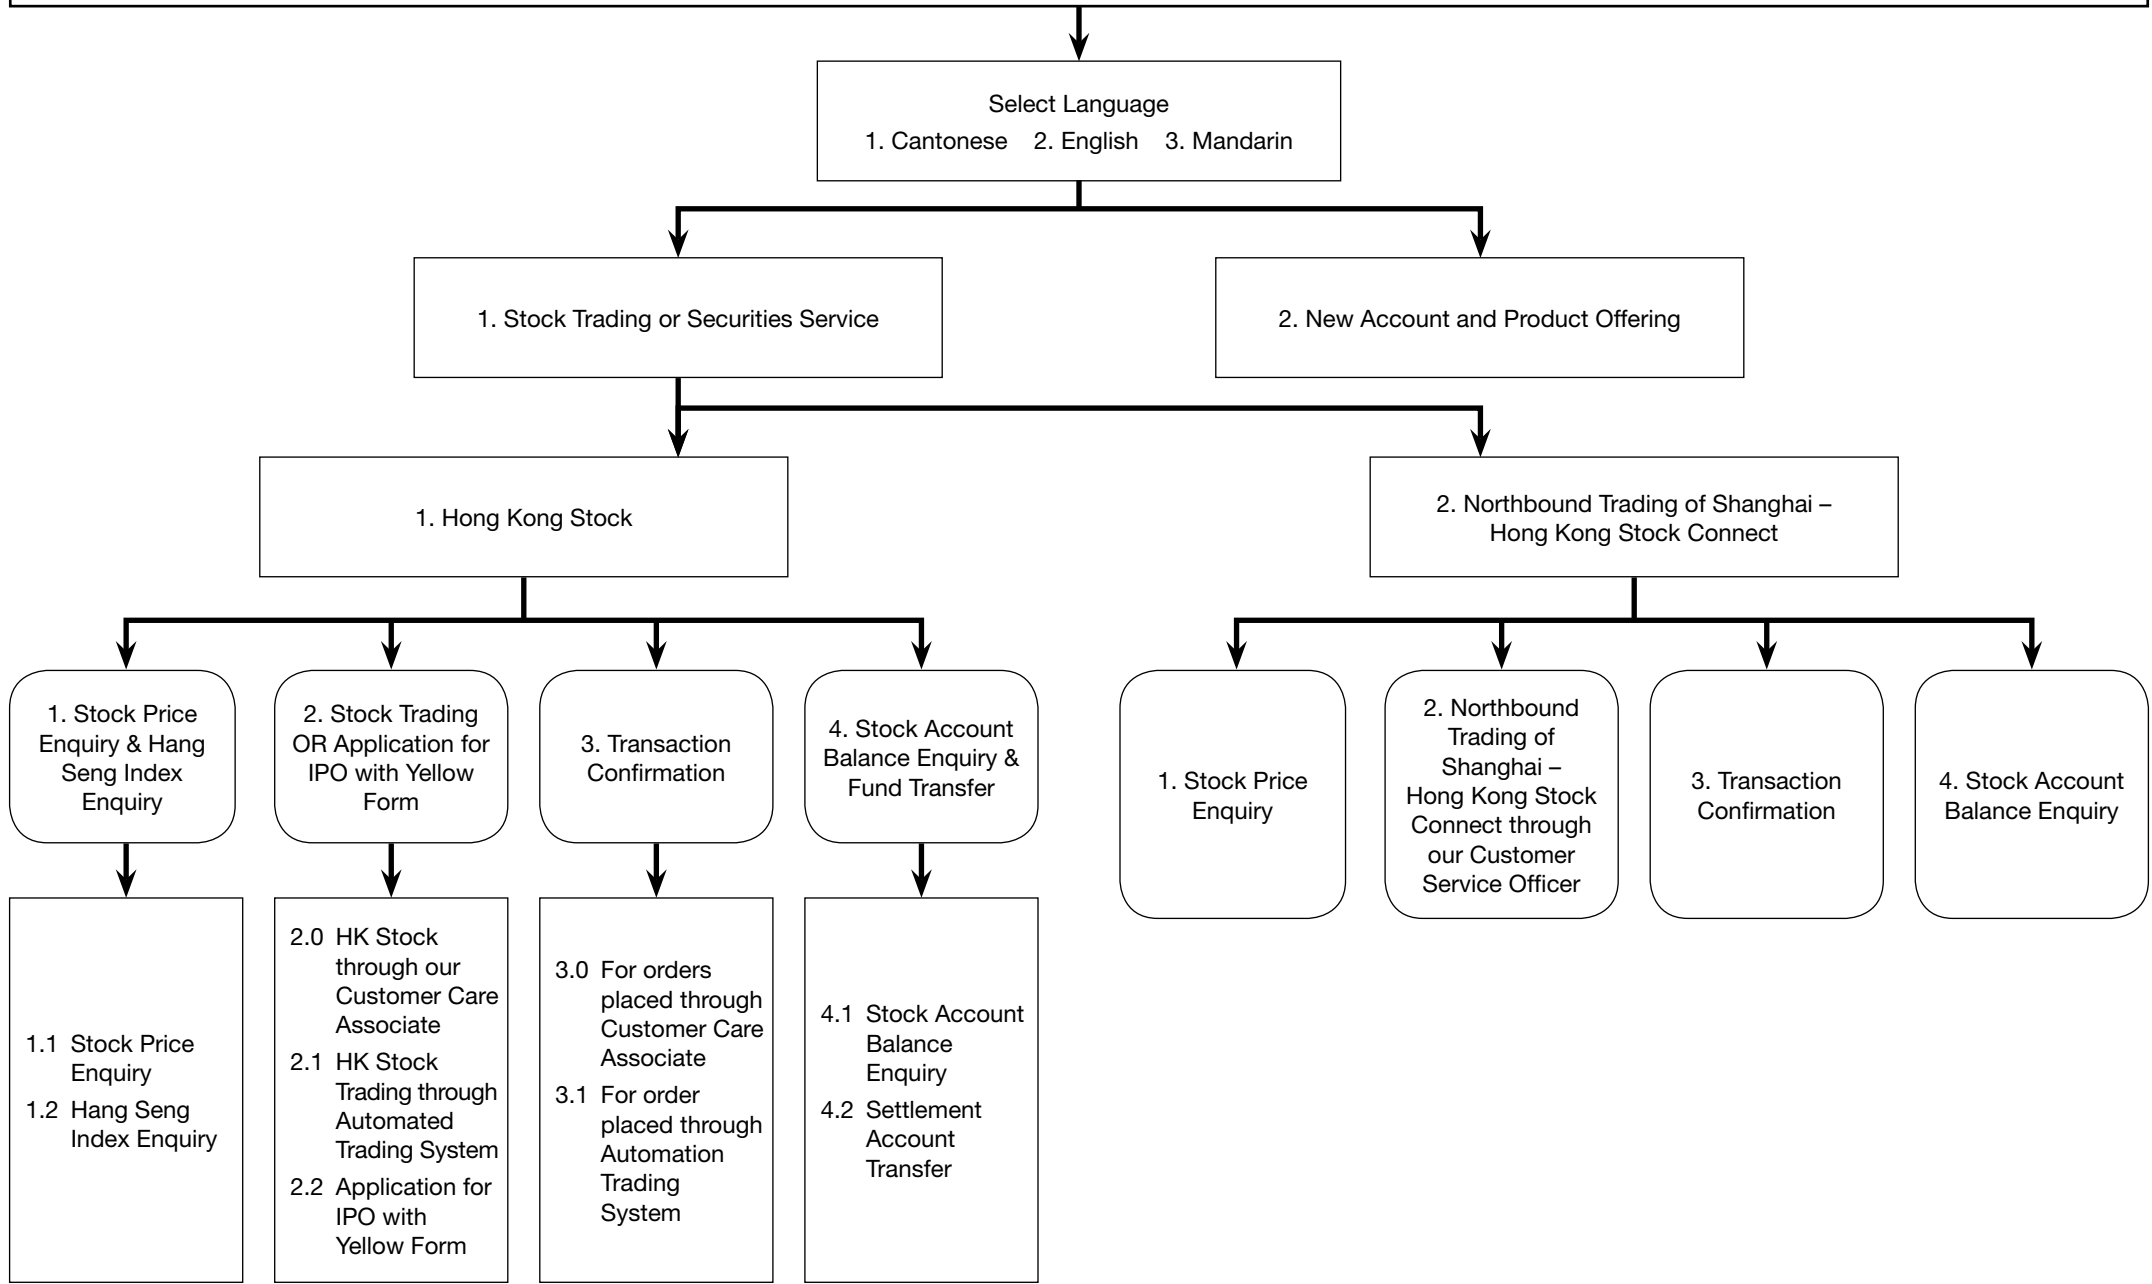 Select Language
1. Cantonese 2. English 3. Mandarin
1. Stock Trading or Securities Service
2. New Account and Product Offering
1. Hong Kong Stock
2. Northbound Trading of Shanghai –
Hong Kong Stock Connect
1. Stock Price
Enquiry & Hang
Seng Index
Enquiry
2. Stock Trading
OR Application for
IPO with Yellow
Form
3. Transaction
Confirmation
4. Stock Account
Balance Enquiry &
Fund Transfer
1. Stock Price
Enquiry
2. Northbound
Trading of
Shanghai –
Hong Kong Stock
Connect through
our Customer
Service Officer
3. Transaction
Confirmation
4. Stock Account
Balance Enquiry
1.1 Stock Price
Enquiry
1.2 Hang Seng
Index Enquiry
2.0 HK Stock
through our
Customer Care
Associate
2.1 HK Stock
Trading through
Automated
Trading System
2.2 Application for
IPO with
Yellow Form
3.0 For orders
placed through
Customer Care
Associate
3.1 For order
placed through
Automation
Trading
System
4.1 Stock Account
Balance
Enquiry
4.2 Settlement
Account
Transfer